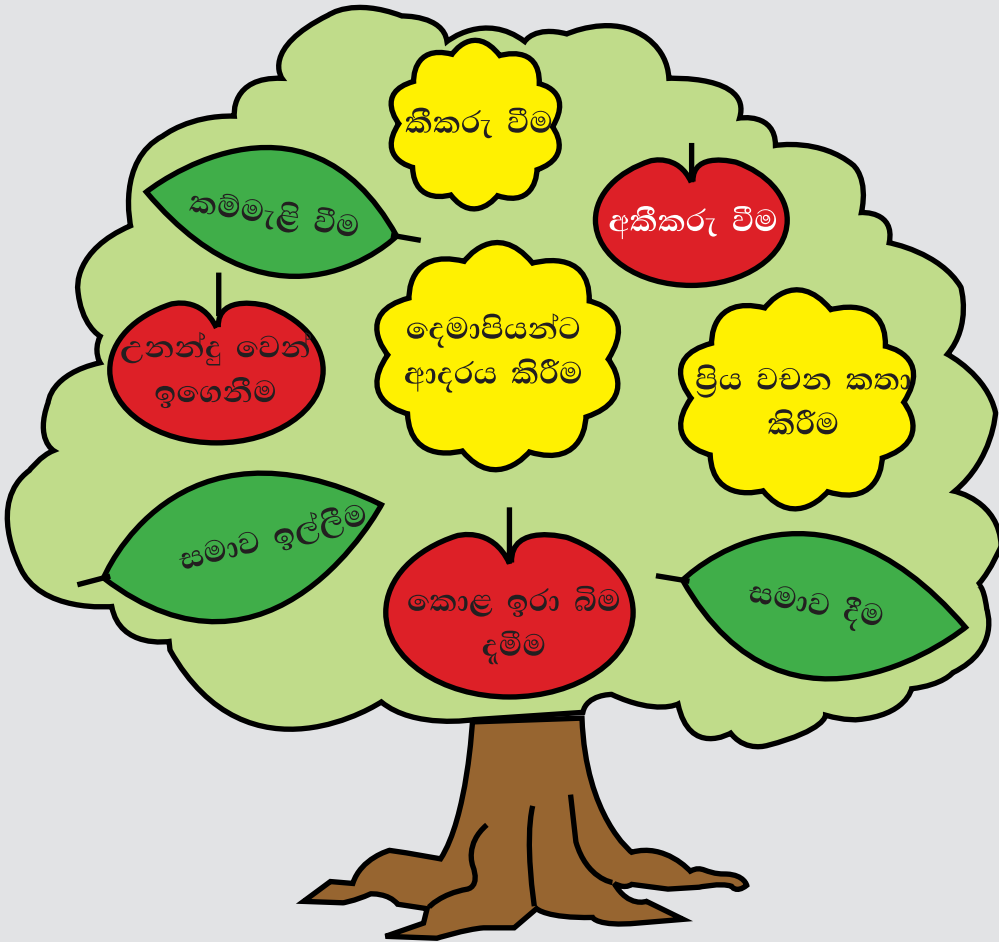 කීකරු වීම
කම්මැළි වීම
අකීකරු වීම
උනන්දු වෙන්
ඉගෙනීම
දෙමාපියන්ට
ආදරය කිරීම
ප්‍රිය වචන කතා
කිරීම
සමාව ඉල්ලීම
කොළ ඉරා බිම
දැමීම
සමාව දීම